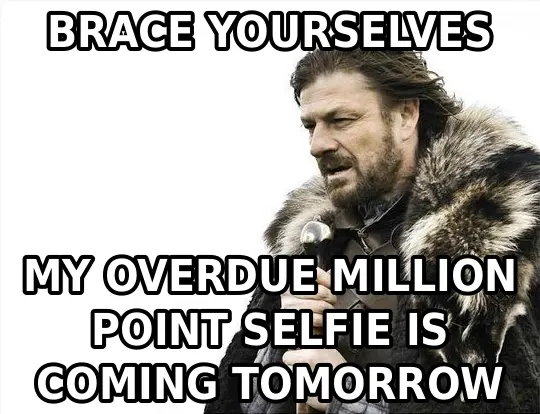 BRACE YOURSELVES
MY OVERDUE MILLION
POINT SELFIE IS
COMING TOMORROW